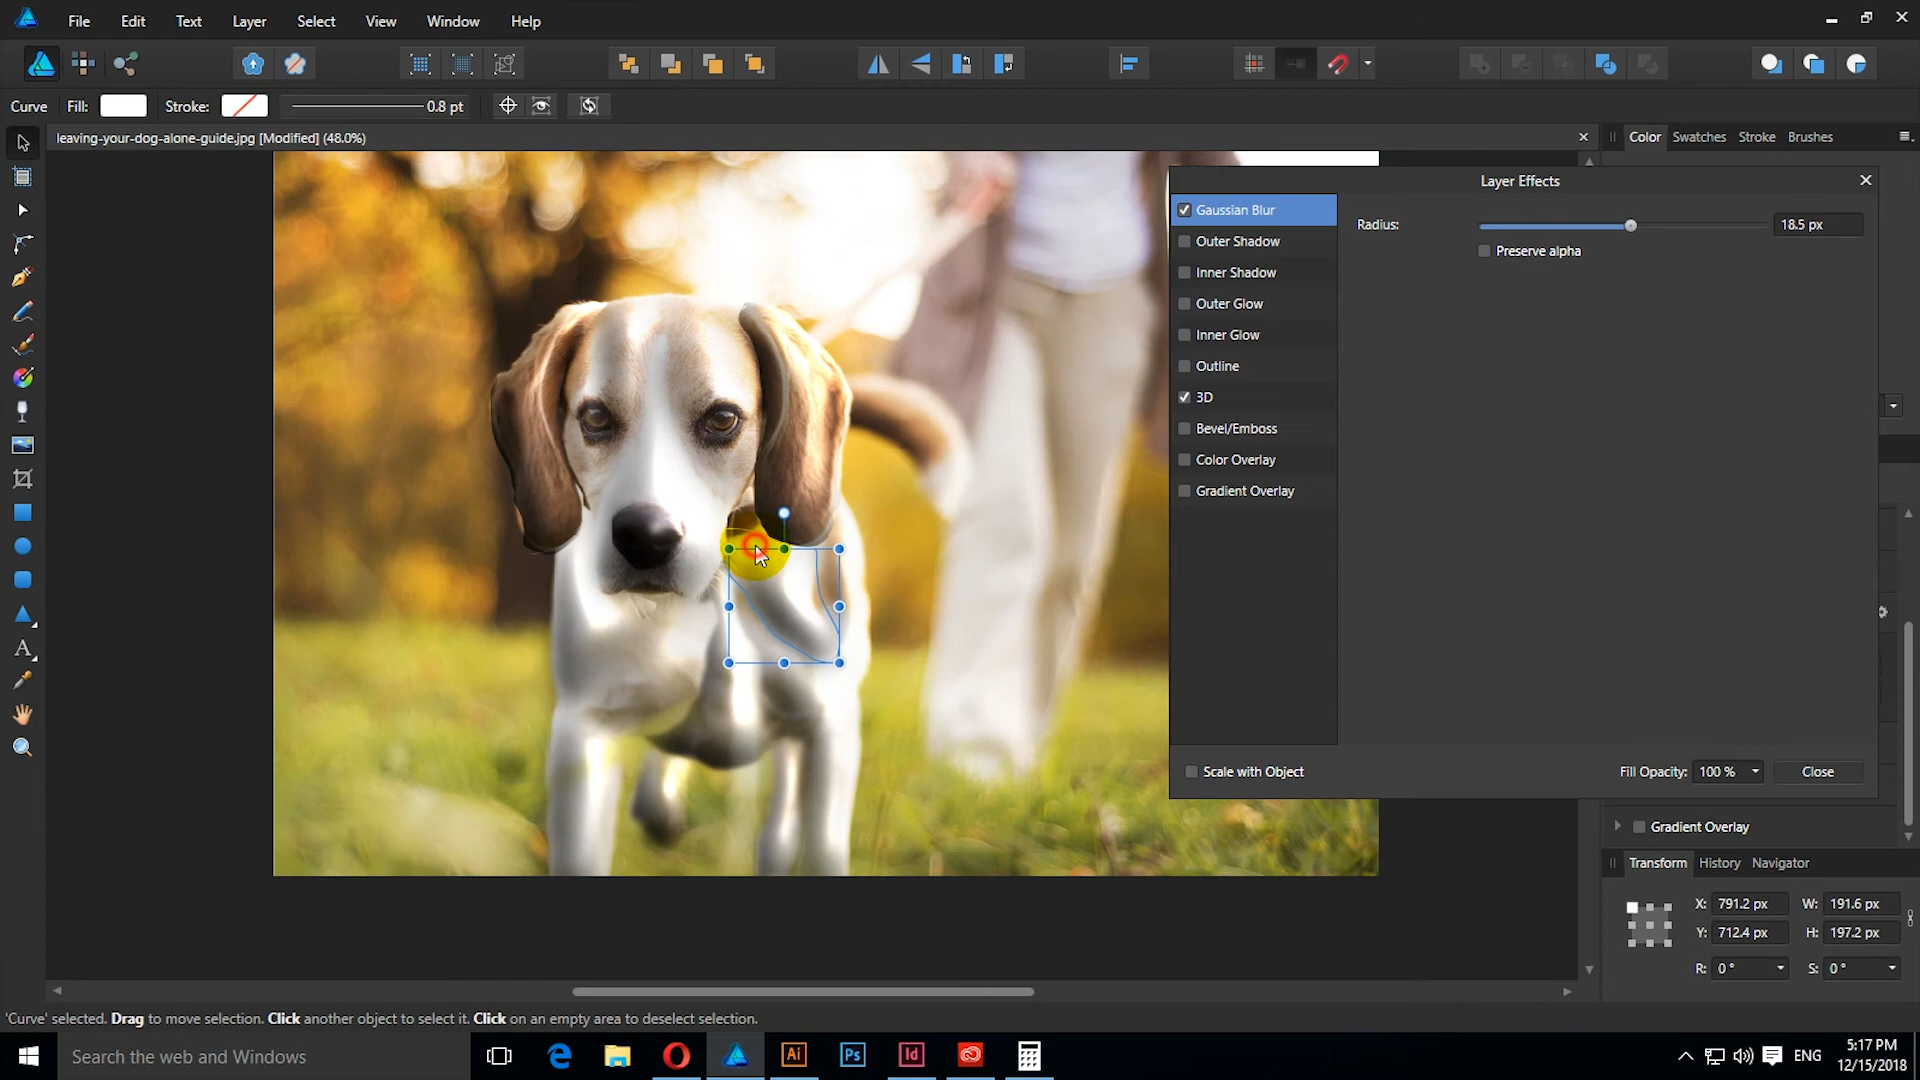 File Edit Text Layer Select View Window Help
Curve Fill: Stroke: 0.8 pt
leaving-your-dog-alone-guide.jpg [Modified] (48.0%)
Color Swatches Stroke Brushes
Layer Effects
Gaussian Blur
Outer Shadow
Inner Shadow
Outer Glow
Inner Glow
Outline
3D
Bevel/Emboss
Color Overlay
Gradient Overlay
Radius: 18.5 px
Preserve alpha
Scale with Object
Fill Opacity: 100 % Close
Gradient Overlay
Transform History Navigator
X: 791.2 px W: 191.6 px
Y: 712.4 px H: 197.2 px
R: 0 ° S: 0 °
'Curve' selected. Drag to move selection. Click another object to select it. Click on an empty area to deselect selection.
Search the web and Windows
Ai Ps Id
ENG
5:17 PM
12/15/2018